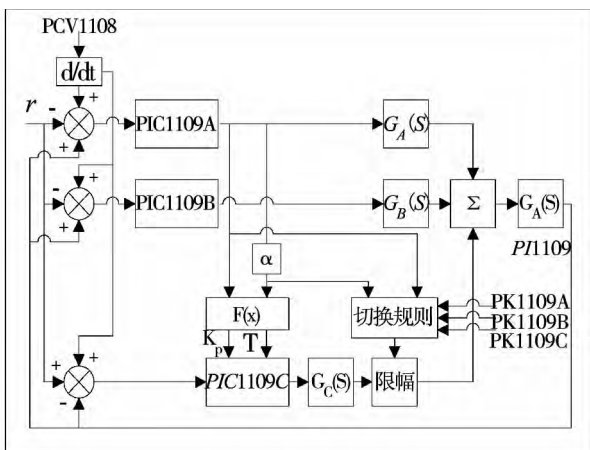 PCV1108
d/dt
r
-
+
+
PIC1109A
G_A(S)
+
-
+
PIC1109B
G_B(S)
Σ
G_A(S)
PI1109
α
F(x)
切换规则
PK1109A
PK1109B
PK1109C
K_p
T
+
+
-
PIC1109C
G_C(S)
限幅